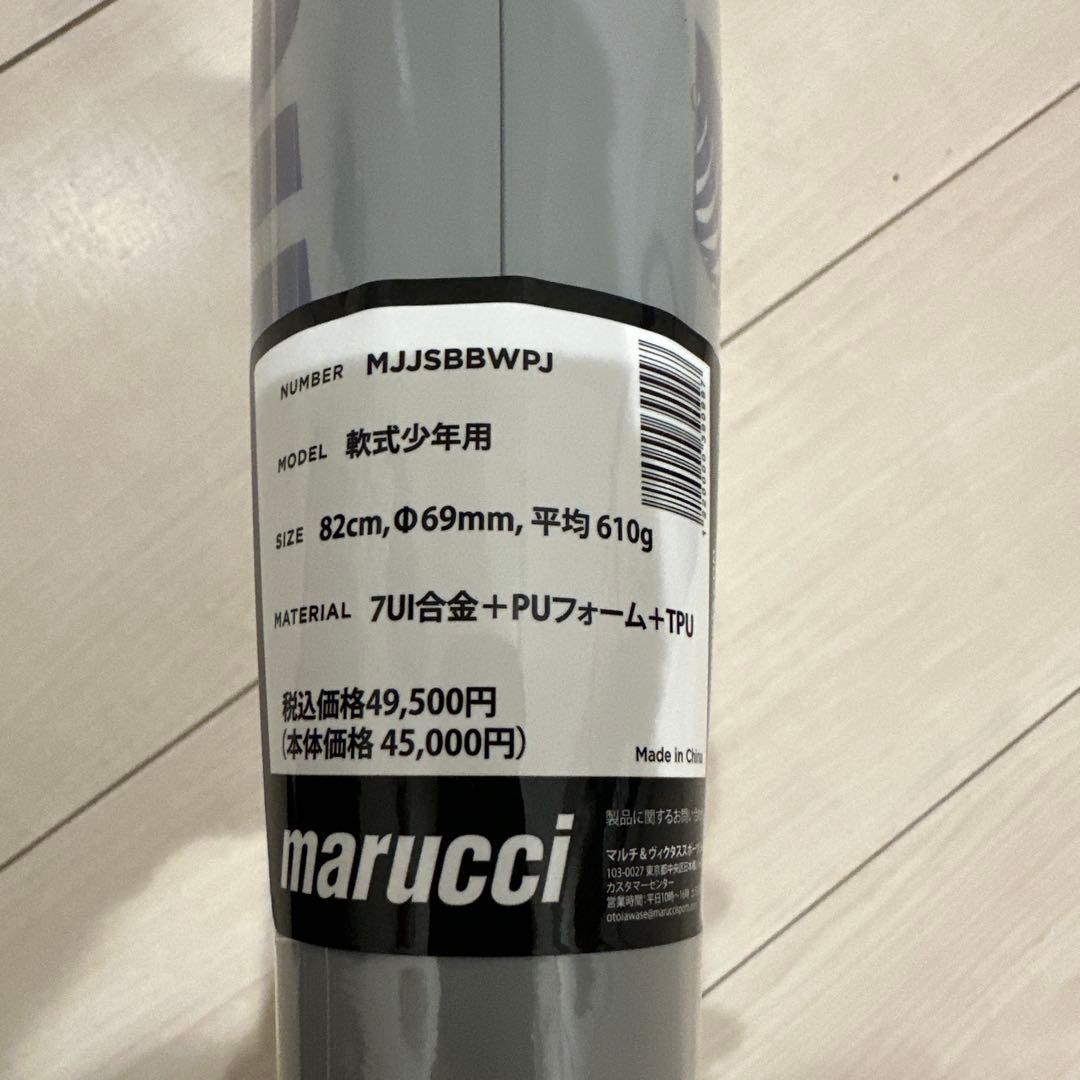 NUMBER MJJSBBWPJ
MODEL 軟式少年用
SIZE 82cm, Φ69mm, 平均 610g
MATERIAL 7UI合金+PUフォーム+TPU
税込価格49,500円
(本体価格 45,000円)
Made in China
marucci
製品に関するお問い合わせ
マルチ&ヴィクタススポーツ
103-0027 東京都中央区日本橋
カスタマーセンター
営業時間:平日10時〜16時
otoiawase@maruccisports